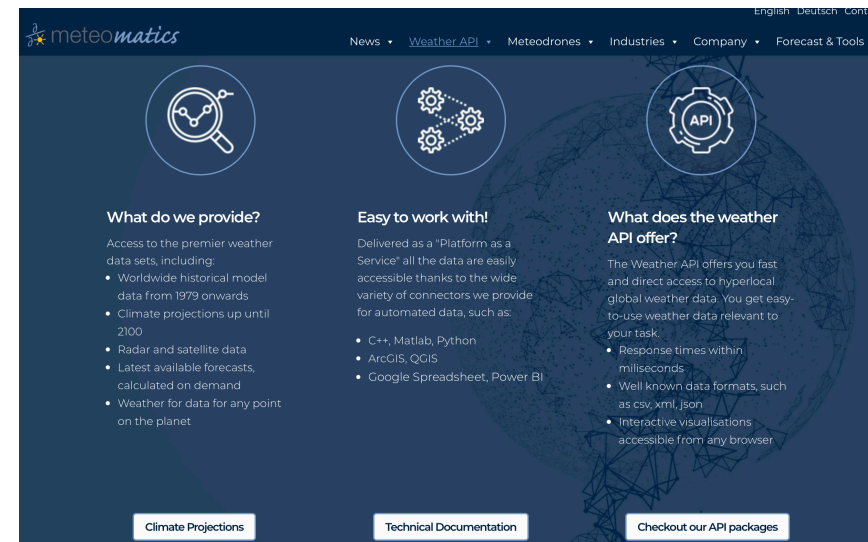 English Deutsch Cont
meteomatics
News Weather API Meteodrones Industries Company Forecast & Tools
API
What do we provide?
Access to the premier weather
data sets, including:
• Worldwide historical model
data from 1979 onwards
• Climate projections up until
2100
• Radar and satellite data
• Latest available forecasts,
calculated on demand
• Weather for data for any point
on the planet
Climate Projections
Easy to work with!
Delivered as a "Platform as a
Service" all the data are easily
accessible thanks to the wide
variety of connectors we provide
for automated data, such as:
• C++, Matlab, Python
• ArcGIS, QGIS
• Google Spreadsheet, Power BI
Technical Documentation
What does the weather
API offer?
The Weather API offers you fast
and direct access to hyperlocal
global weather data. You get easy-
to-use weather data relevant to
your task.
• Response times within
miliseconds
• Well known data formats, such
as csv, xml, json
• Interactive visualisations
accessible from any browser
Checkout our API packages